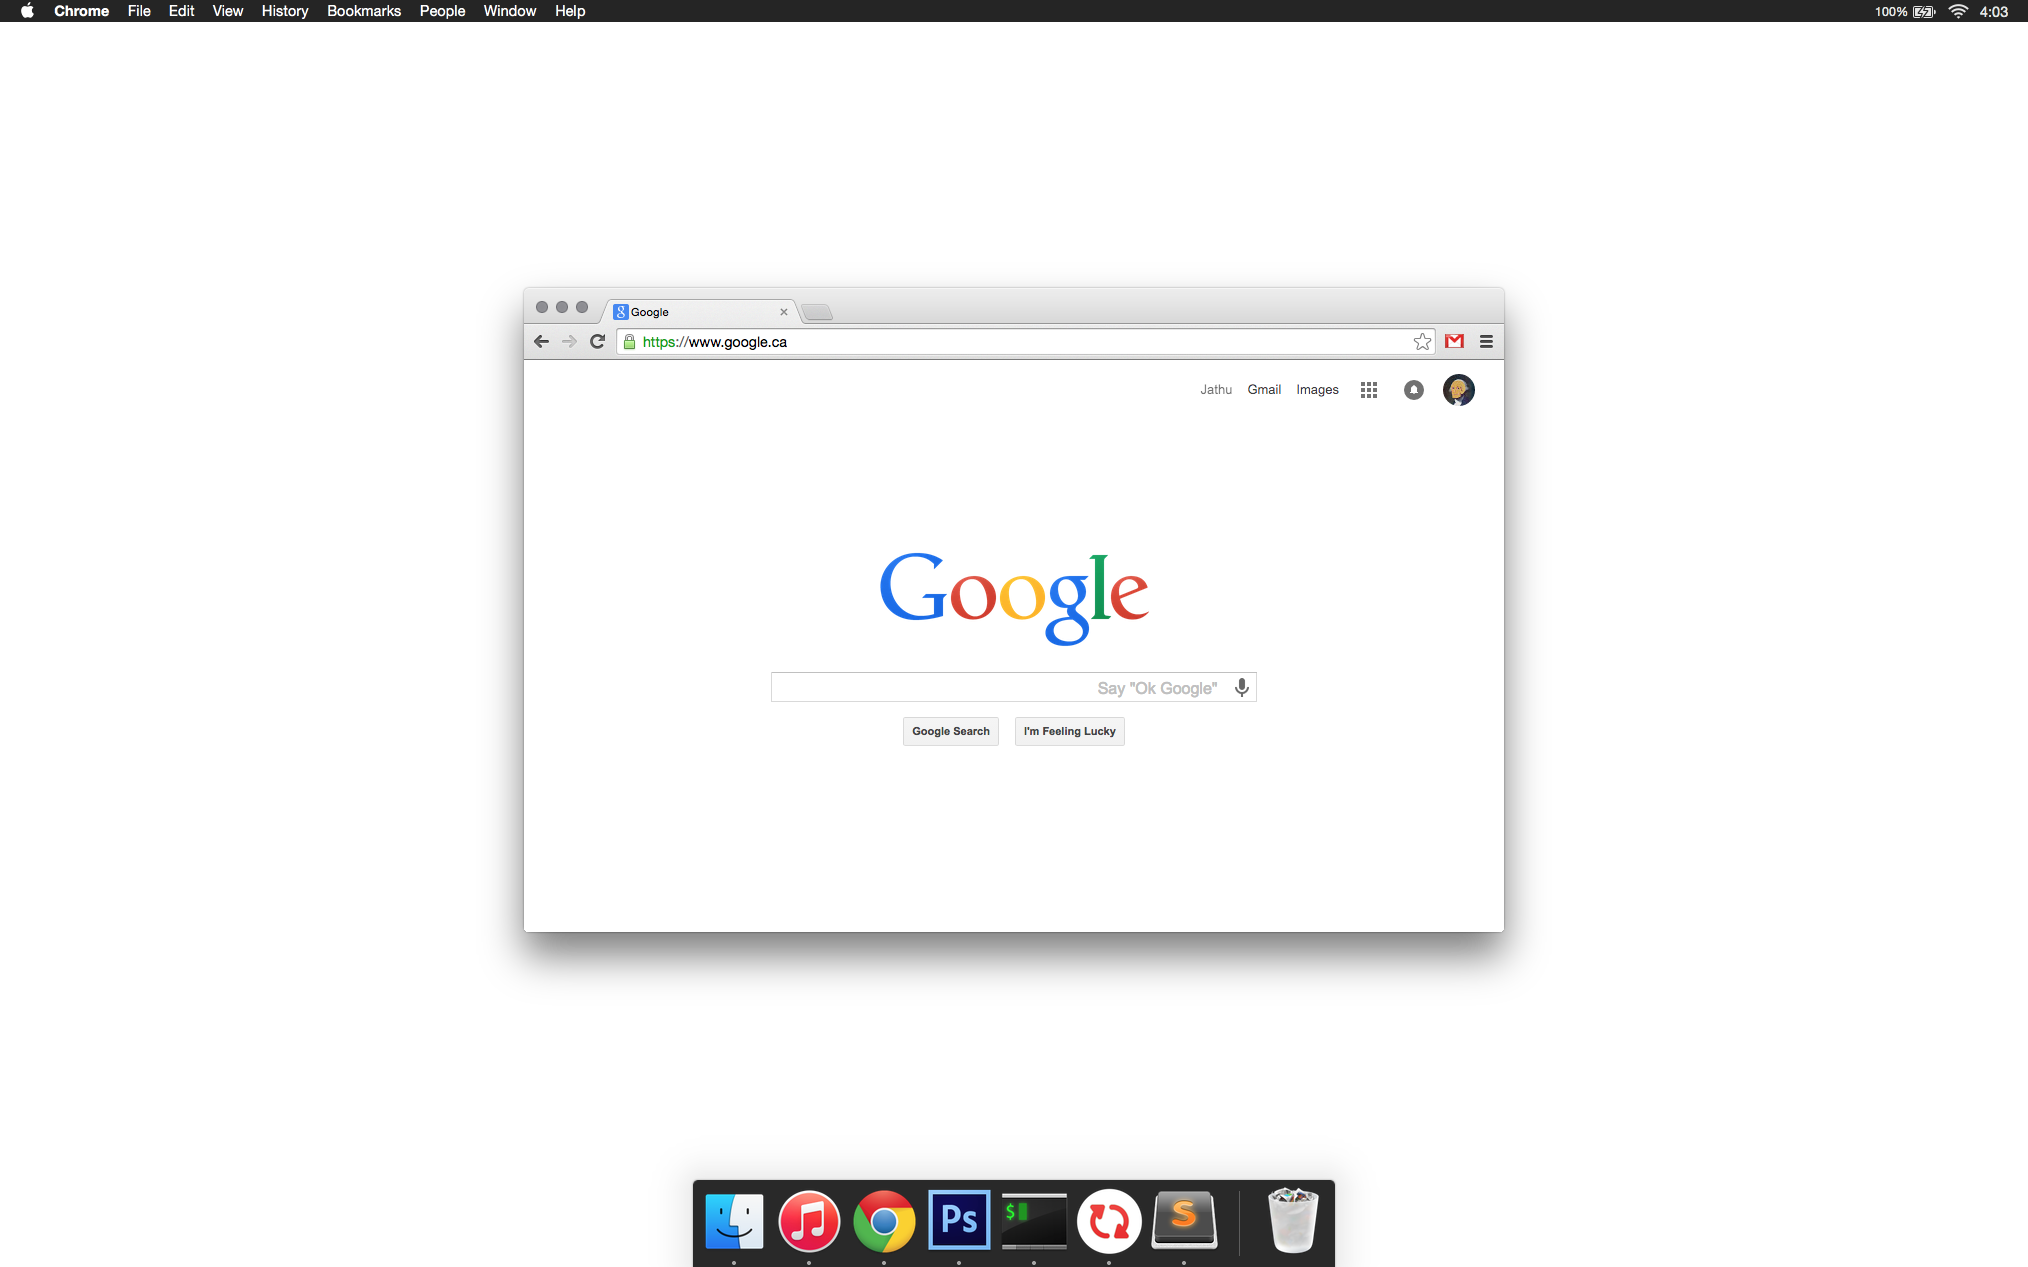 Chrome File Edit View History Bookmarks People Window Help 100% 4:03
g Google
https://www.google.ca
Jathu Gmail Images
Google
Say "Ok Google"
Google Search I'm Feeling Lucky
Ps $ S